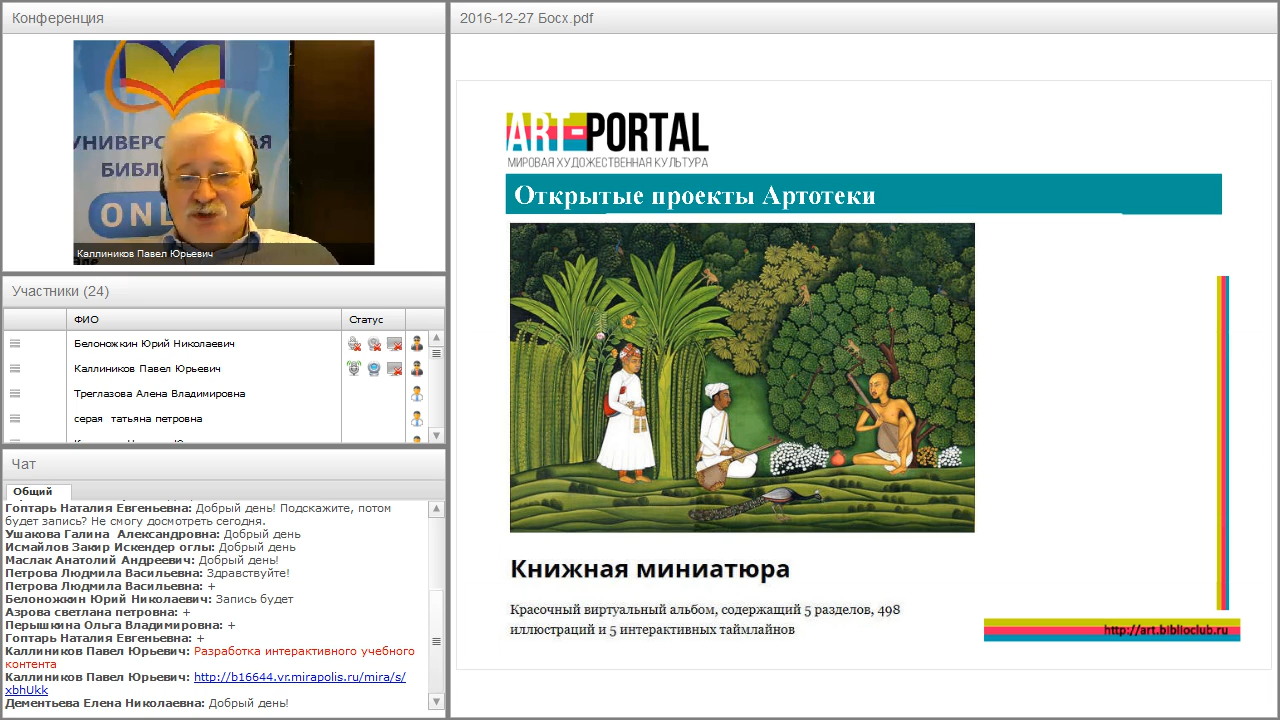 Конференция
УНИВЕРС
АЯ
БИБЛ
ONL
Каллиников Павел Юрьевич
Участники (24)
ФИО
Статус
Белоножкин Юрий Николаевич
Каллиников Павел Юрьевич
Треглазова Алена Владимировна
серая татьяна петровна
Чат
Общий
Гоптарь Наталия Евгеньевна: Добрый день! Подскажите, потом
будет запись? Не смогу досмотреть сегодня.
Ушакова Галина Александровна: Добрый день
Исмайлов Закир Искендер оглы: Добрый день
Маслак Анатолий Андреевич: Добрый день!
Петрова Людмила Васильевна: Здравствуйте!
Петрова Людмила Васильевна: +
Белоножкин Юрий Николаевич: Запись будет
Азрова светлана петровна: +
Перышкина Ольга Владимировна: +
Гоптарь Наталия Евгеньевна: +
Каллиников Павел Юрьевич: Разработка интерактивного учебного
контента
Каллиников Павел Юрьевич: http://b16644.vr.mirapolis.ru/mira/s/
xbhUkk
Дементьева Елена Николаевна: Добрый день!
2016-12-27 Босх.pdf
ART-PORTAL
МИРОВАЯ ХУДОЖЕСТВЕННАЯ КУЛЬТУРА
Открытые проекты Артотеки
Книжная миниатюра
Красочный виртуальный альбом, содержащий 5 разделов, 498
иллюстраций и 5 интерактивных таймлайнов
http://art.biblioclub.ru